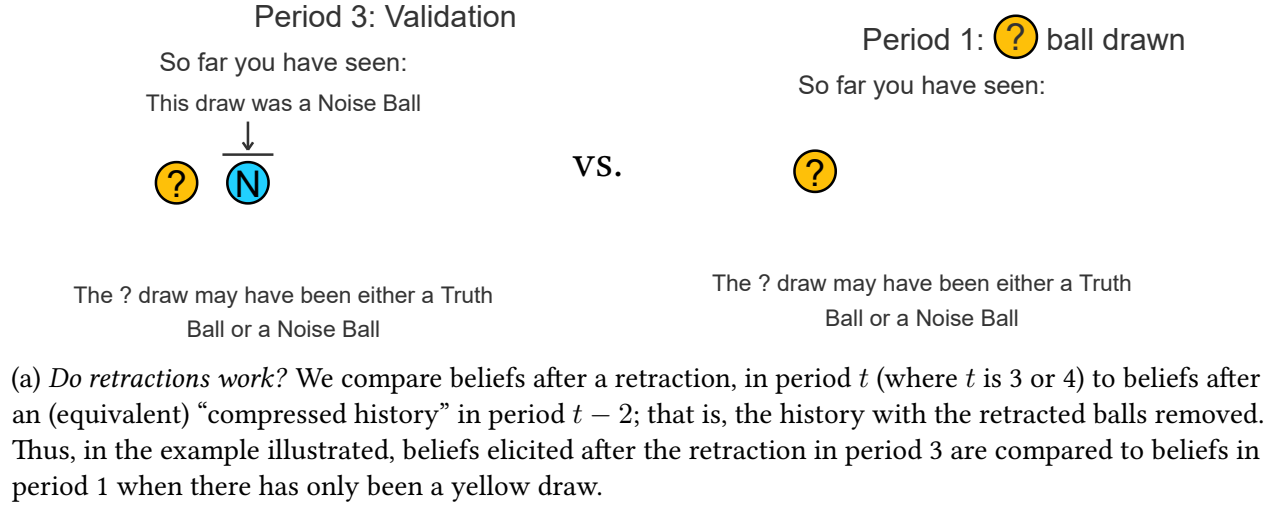 Period 3: Validation
So far you have seen:
This draw was a Noise Ball
? N
The ? draw may have been either a Truth
Ball or a Noise Ball
vs.
Period 1: ? ball drawn
So far you have seen:
?
The ? draw may have been either a Truth
Ball or a Noise Ball
(a) Do retractions work? We compare beliefs after a retraction, in period t (where t is 3 or 4) to beliefs after
an (equivalent) “compressed history” in period t − 2; that is, the history with the retracted balls removed.
Thus, in the example illustrated, beliefs elicited after the retraction in period 3 are compared to beliefs in
period 1 when there has only been a yellow draw.